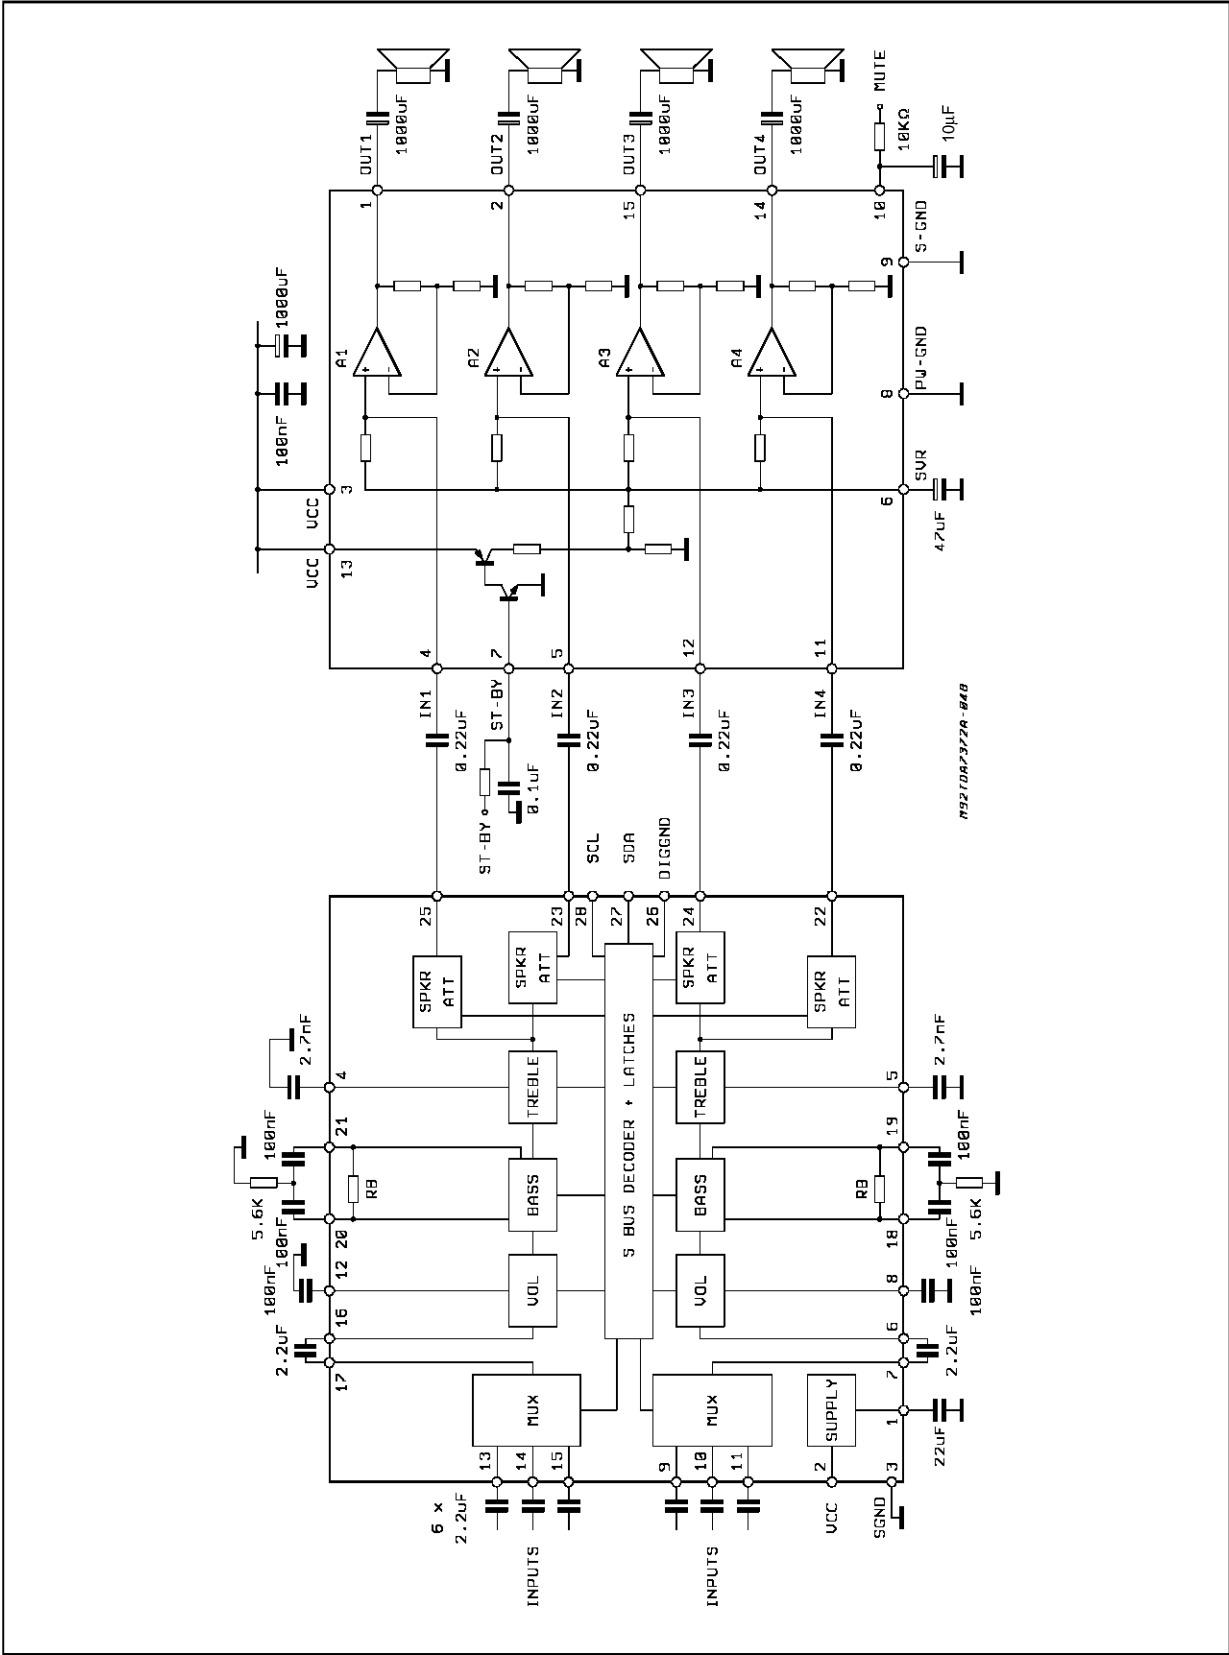 OUT1
1000uF
OUT2
1000uF
OUT3
1000uF
OUT4
1000uF
MUTE
10KΩ
10µF
1
2
15
14
10
100nF
1000uF
A1
+
-
A2
+
-
A3
+
-
A4
+
-
9
S-GND
8
PW-GND
6
SVR
47uF
VCC
3
VCC
13
4
7
5
12
11
IN1
0.22uF
ST-BY
ST-BY
0.1uF
IN2
0.22uF
IN3
0.22uF
IN4
0.22uF
SCL
SDA
DIGGND
M92TDA7372A-04B
25
23
28
27
26
24
22
SPKR
ATT
SPKR
ATT
SPKR
ATT
SPKR
ATT
2.7nF
4
TREBLE
TREBLE
5
2.7nF
S BUS DECODER + LATCHES
100nF
21
5.6K
100nF
20
RB
BASS
BASS
RB
19
100nF
18
100nF
5.6K
100nF
12
VOL
VOL
8
100nF
2.2uF
16
17
6
7
2.2uF
MUX
MUX
SUPPLY
1
22uF
13
14
15
9
10
11
2
3
6 x
2.2uF
INPUTS
INPUTS
VCC
SGND